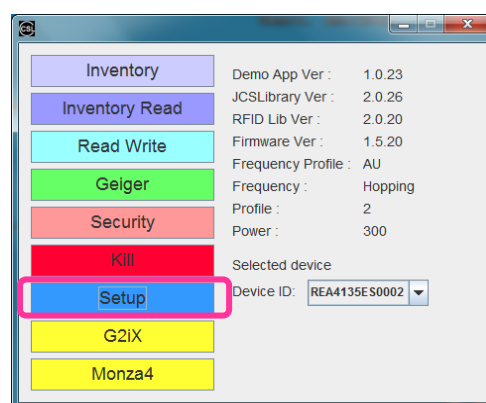 CSL
Inventory
Inventory Read
Read Write
Geiger
Security
Kill
Setup
G2iX
Monza4
Demo App Ver : 1.0.23
JCSLibrary Ver : 2.0.26
RFID Lib Ver : 2.0.20
Firmware Ver : 1.5.20
Frequency Profile : AU
Frequency : Hopping
Profile : 2
Power : 300
Selected device
Device ID: REA4135ES0002